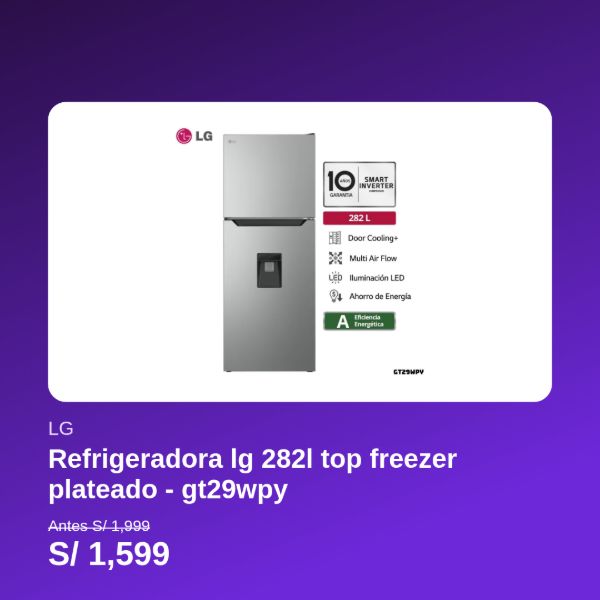 LG
10 AÑOS GARANTÍA
SMART INVERTER
282 L
Door Cooling+
Multi Air Flow
LED Iluminación LED
Ahorro de Energía
A Eficiencia Energética
GT29WPY
LG
Refrigeradora lg 282l top freezer
plateado - gt29wpy
Antes S/ 1,999
S/ 1,599